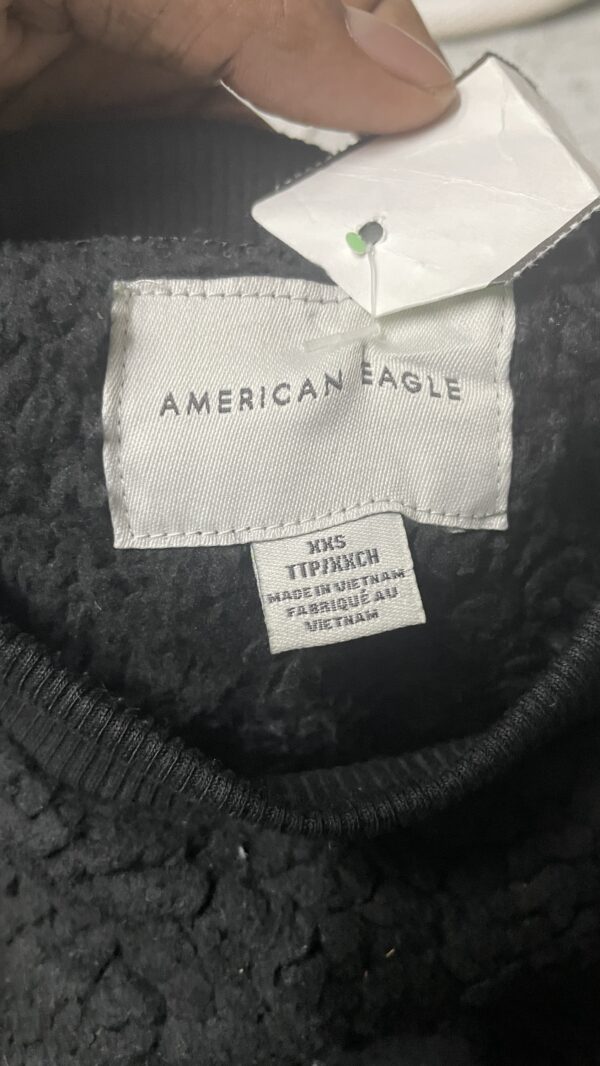 AMERICAN EAGLE
XXS
TTP/XXCH
MADE IN VIETNAM
FABRIQUÉ AU
VIETNAM